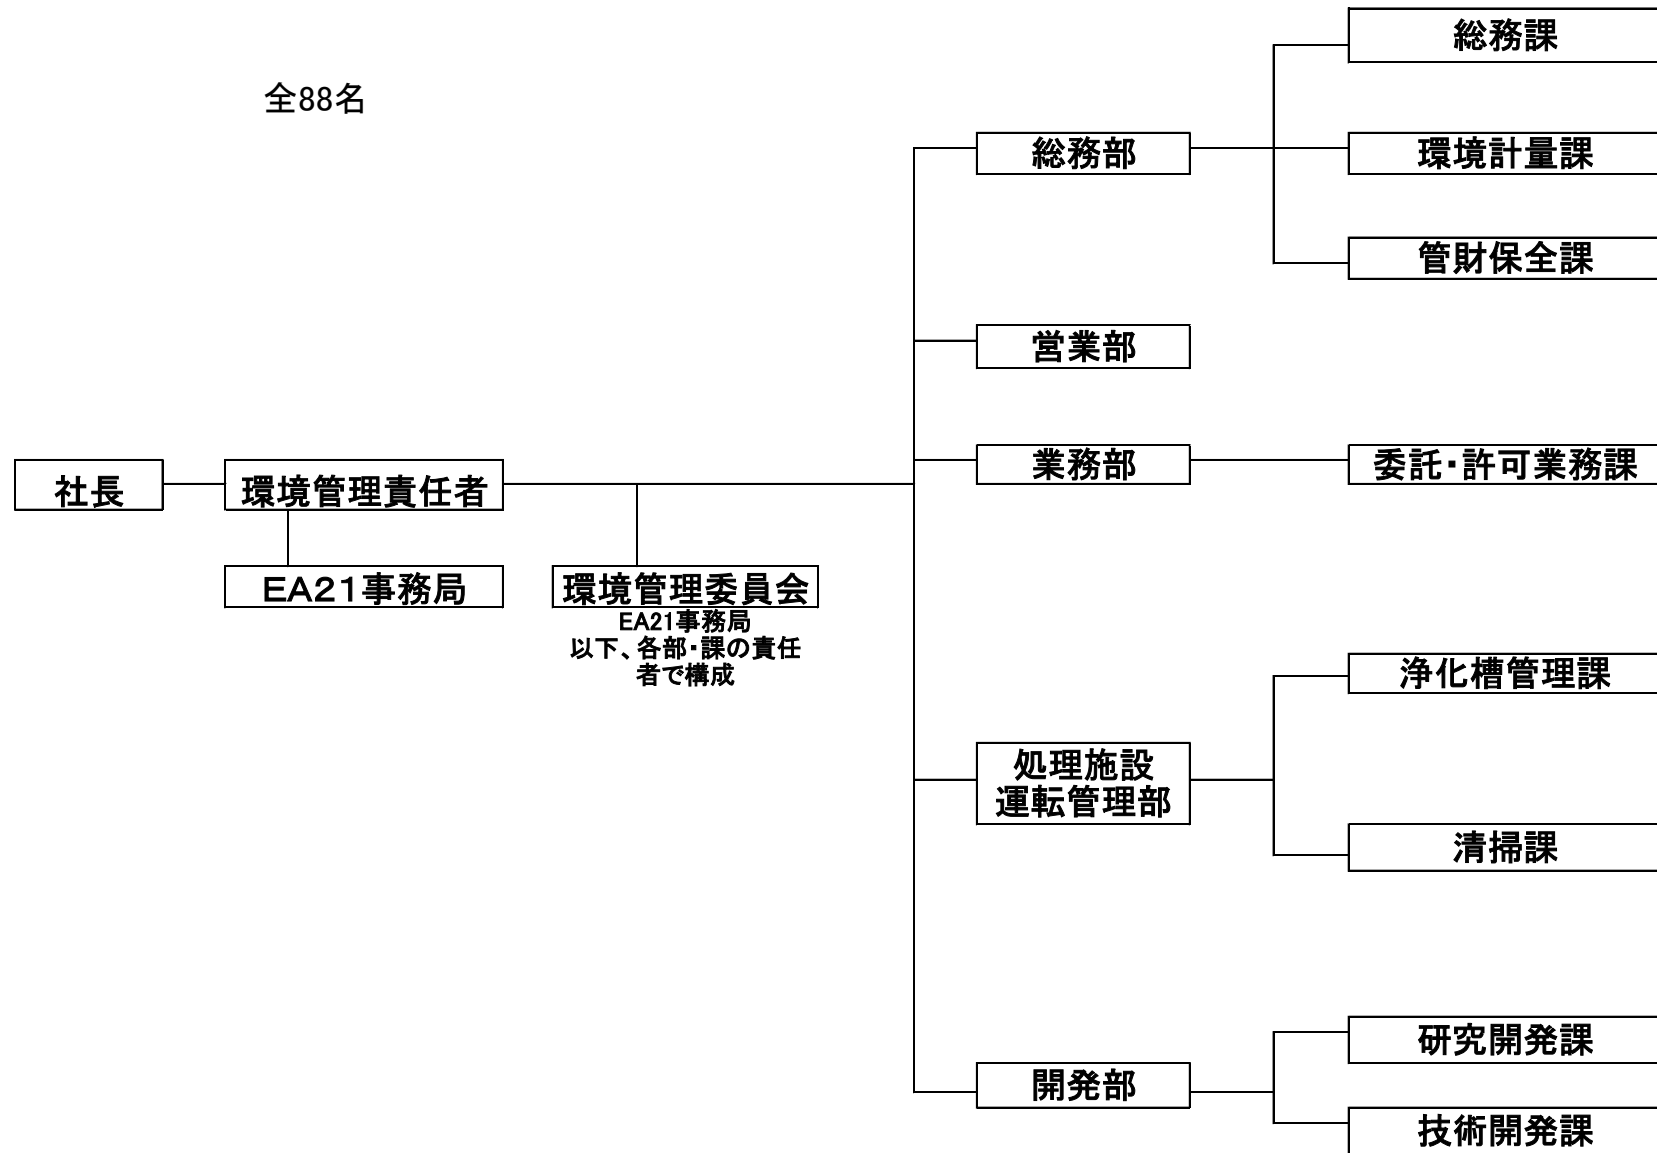 全88名
社長
環境管理責任者
EA21事務局
環境管理委員会
EA21事務局
以下、各部・課の責任
者で構成
総務部
総務課
環境計量課
管財保全課
営業部
業務部
委託・許可業務課
処理施設
運転管理部
浄化槽管理課
清掃課
開発部
研究開発課
技術開発課